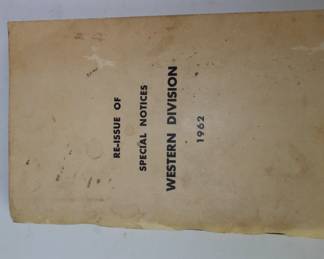 RE-ISSUE OF
SPECIAL NOTICES
WESTERN DIVISION
1962